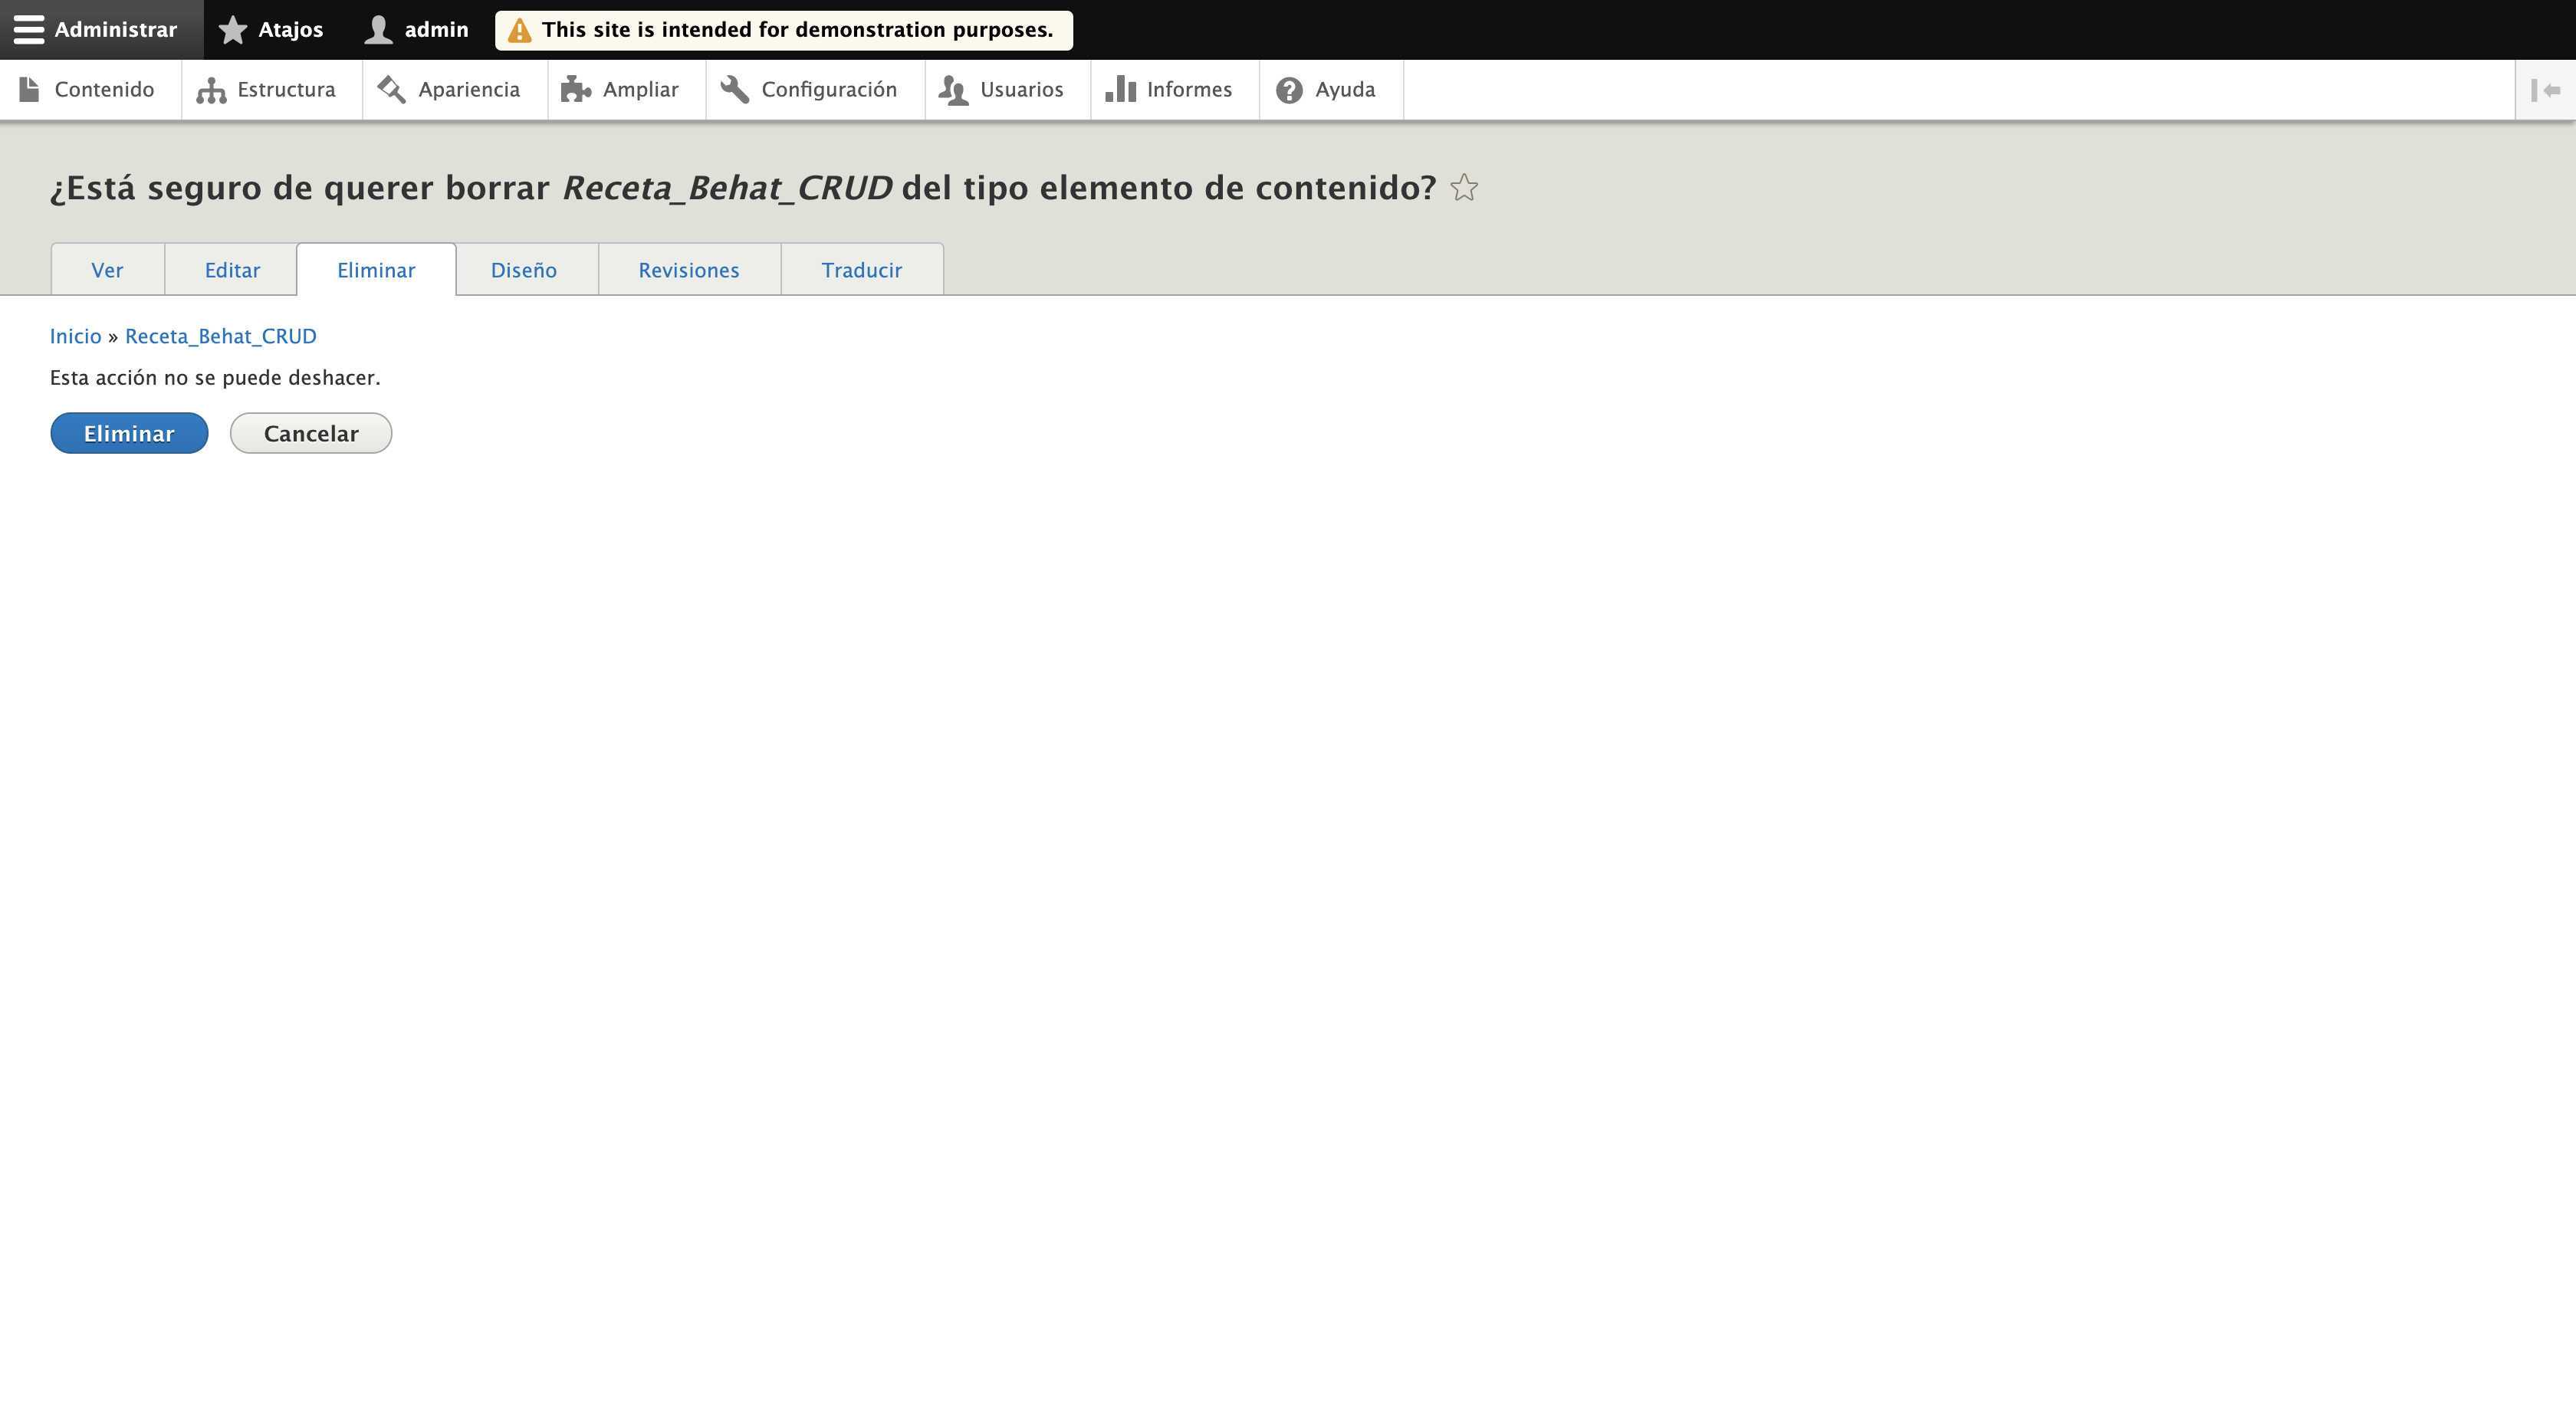 Administrar Atajos admin This site is intended for demonstration purposes.
Contenido Estructura Apariencia Ampliar Configuración Usuarios Informes Ayuda
¿Está seguro de querer borrar Receta_Behat_CRUD del tipo elemento de contenido?
Ver Editar Eliminar Diseño Revisiones Traducir
Inicio » Receta_Behat_CRUD
Esta acción no se puede deshacer.
Eliminar Cancelar